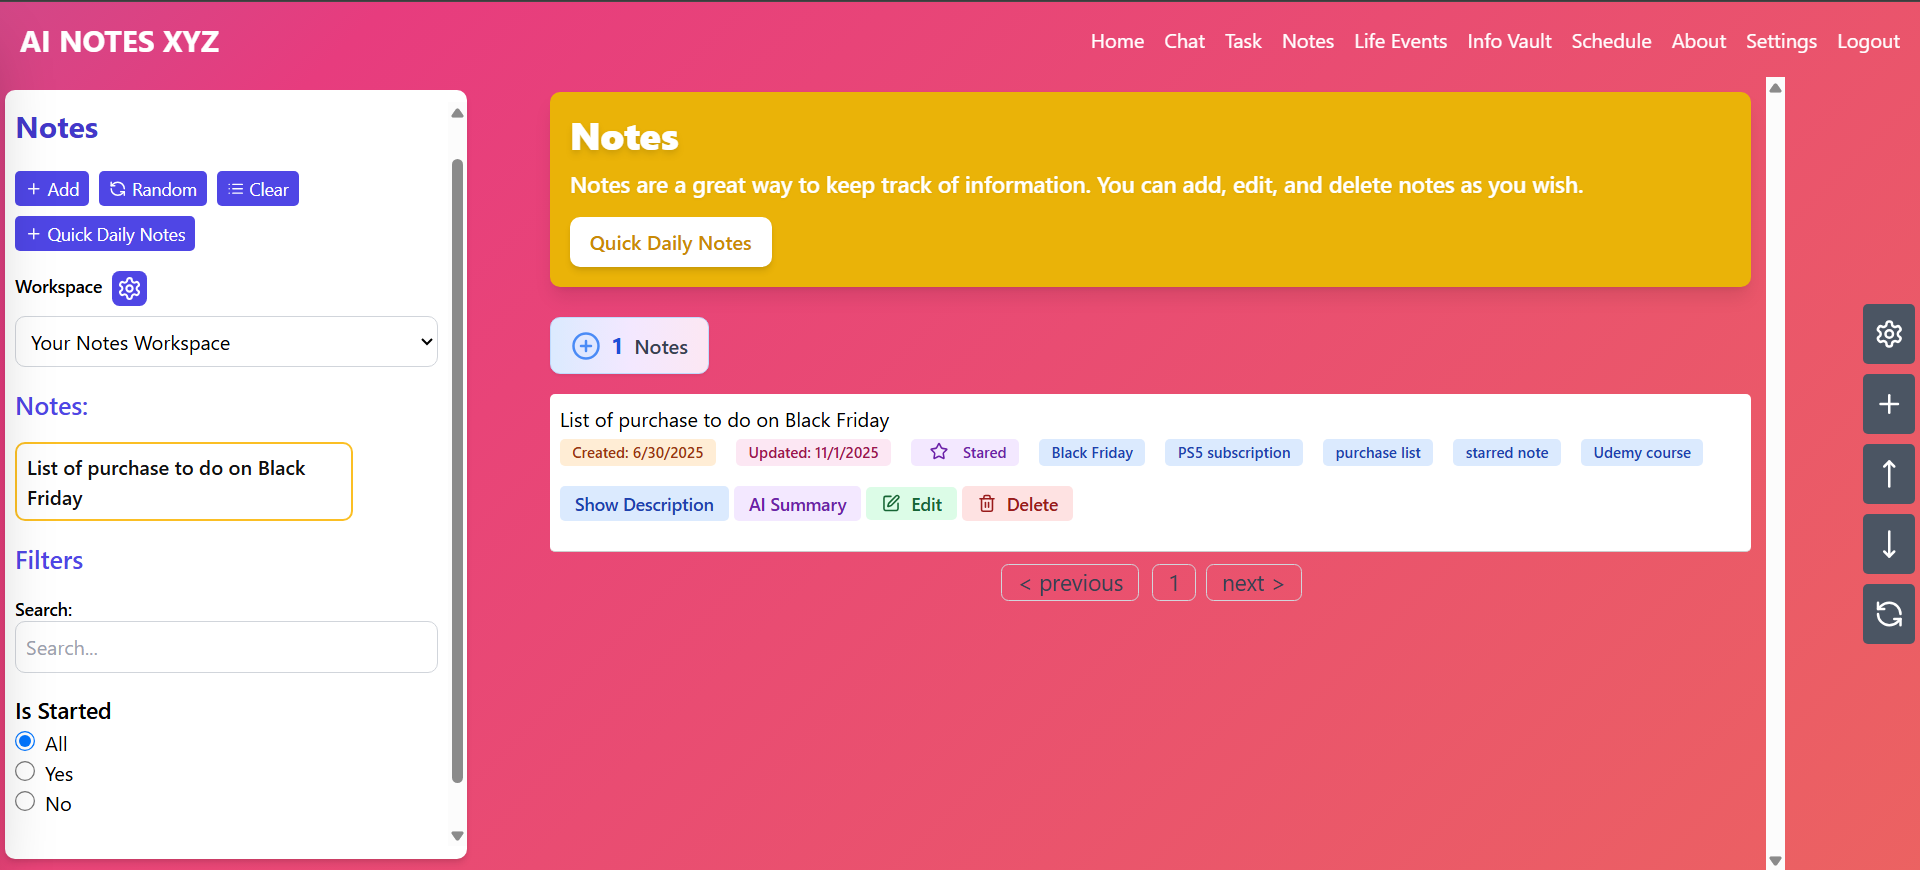 AI NOTES XYZ
Home Chat Task Notes Life Events Info Vault Schedule About Settings Logout
Notes
Add Random Clear
Quick Daily Notes
Workspace
Your Notes Workspace
Notes:
List of purchase to do on Black
Friday
Filters
Search:
Search...
Is Started
All
Yes
No
Notes
Notes are a great way to keep track of information. You can add, edit, and delete notes as you wish.
Quick Daily Notes
1 Notes
List of purchase to do on Black Friday
Created: 6/30/2025 Updated: 11/1/2025 Stared Black Friday PS5 subscription purchase list starred note Udemy course
Show Description AI Summary Edit Delete
< previous 1 next >